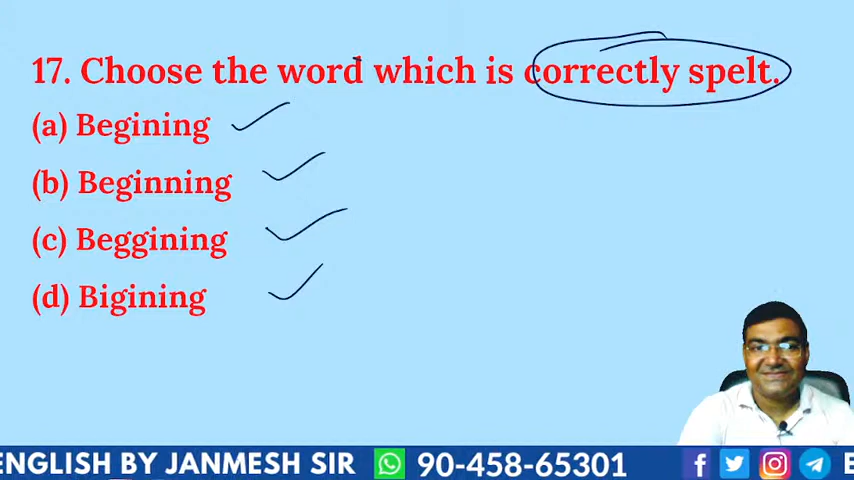 17. Choose the word which is correctly spelt.
(a) Begining
(b) Beginning
(c) Beggining
(d) Bigining
ENGLISH BY JANMESH SIR 90-458-65301